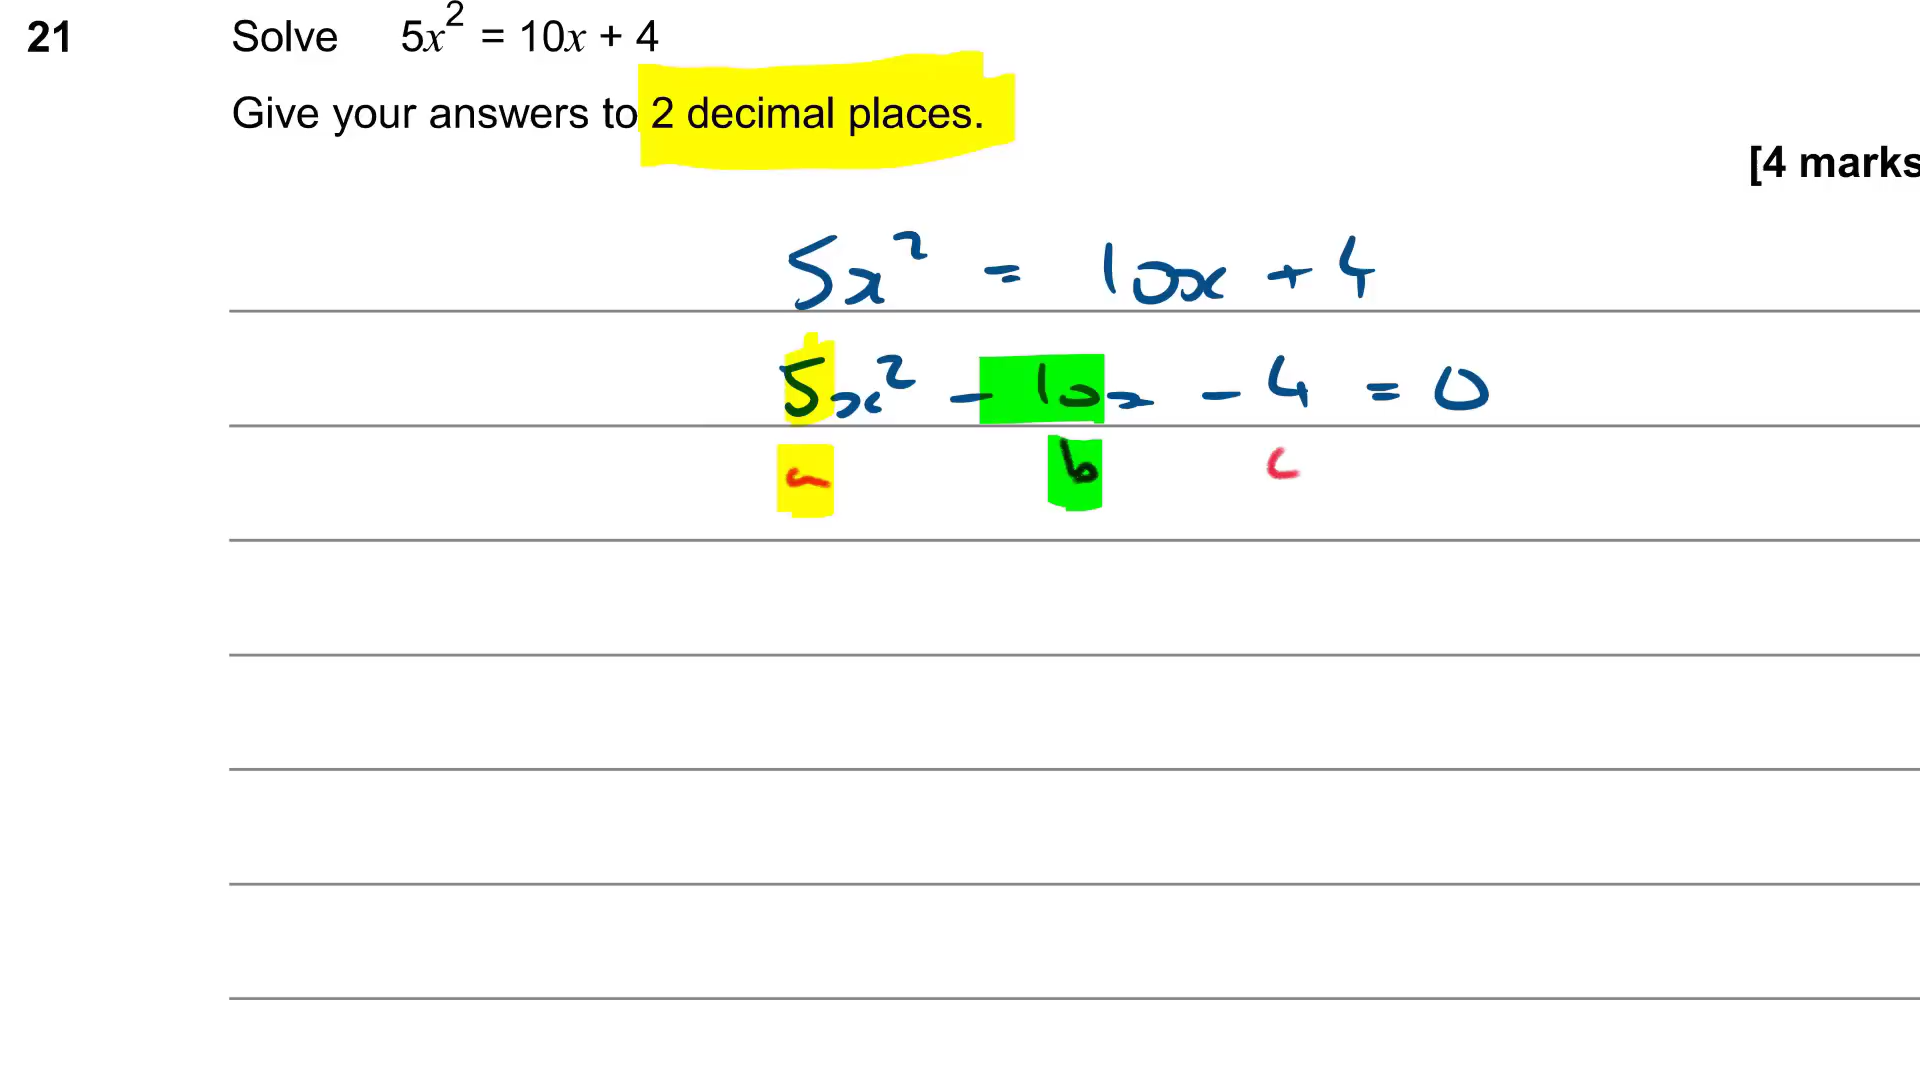 21 Solve 5x² = 10x + 4
Give your answers to 2 decimal places.
[4 marks
5x² = 10x + 4
5x² - 10x - 4 = 0
a b c